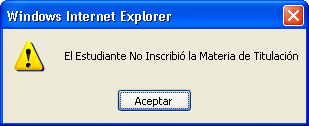 Windows Internet Explorer
El Estudiante No Inscribió la Materia de Titulación
Aceptar